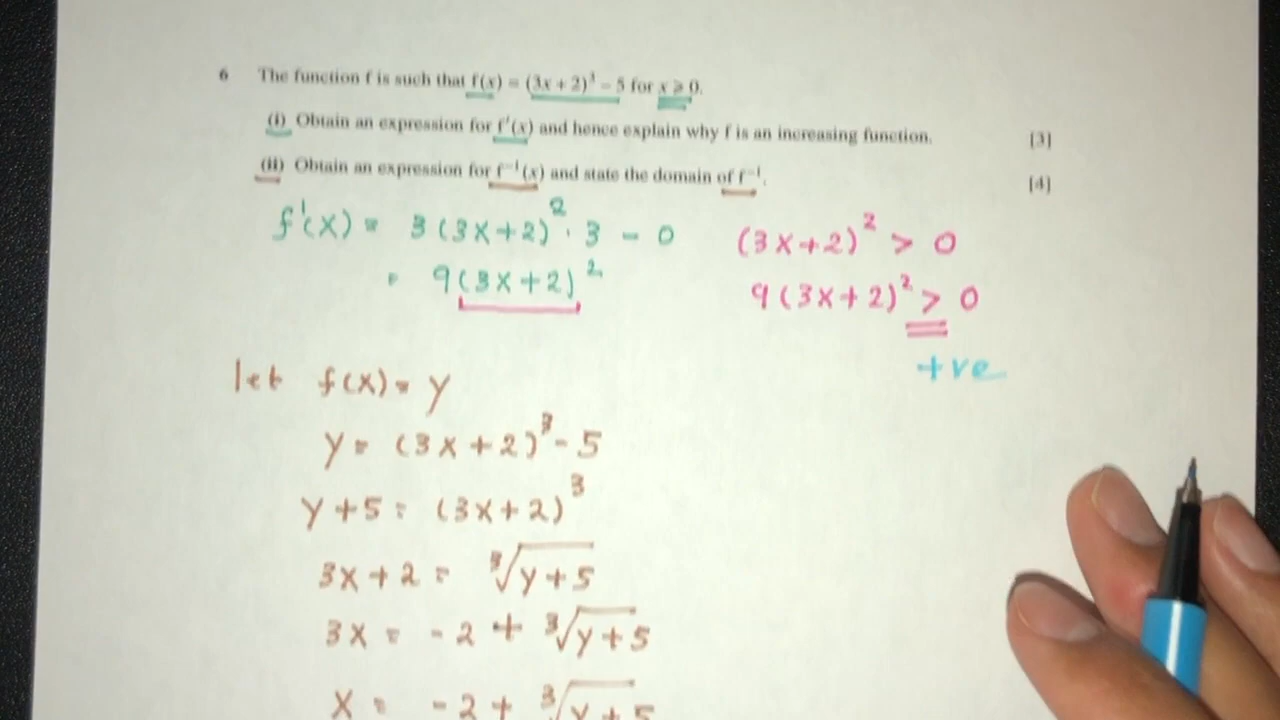 6 The function f is such that f(x) = (3x + 2)³ − 5 for x ⩾ 0.
(i) Obtain an expression for f′(x) and hence explain why f is an increasing function. [3]
(ii) Obtain an expression for f⁻¹(x) and state the domain of f⁻¹. [4]
f'(x) = 3(3x+2)² · 3 − 0
= 9(3x+2)²
(3x+2)² > 0
9(3x+2)² > 0
+ve
let f(x) = y
y = (3x+2)³ − 5
y + 5 = (3x+2)³
3x + 2 = ∛(y+5)
3x = −2 + ∛(y+5)
x = −2 + ∛(y+5)